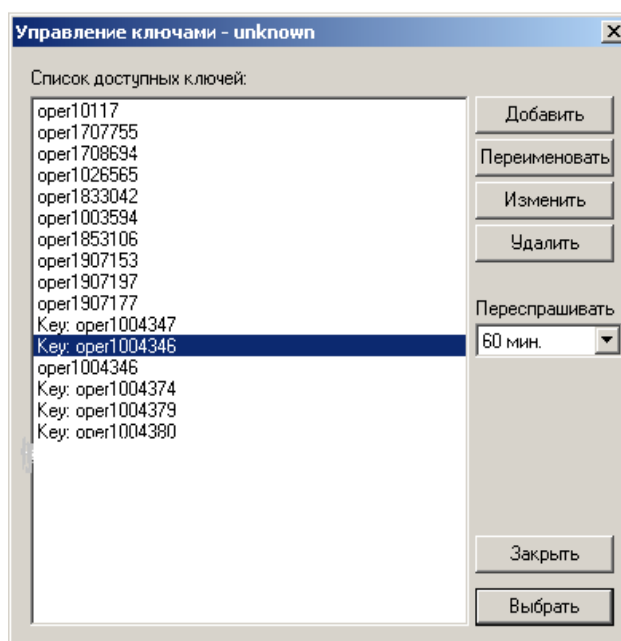 Управление ключами - unknown
Список доступных ключей:
oper10117
oper1707755
oper1708694
oper1026565
oper1833042
oper1003594
oper1853106
oper1907153
oper1907197
oper1907177
Key: oper1004347
Key: oper1004346
oper1004346
Key: oper1004374
Key: oper1004379
Key: oper1004380
Добавить
Переименовать
Изменить
Удалить
Переспрашивать
60 мин.
Закрыть
Выбрать